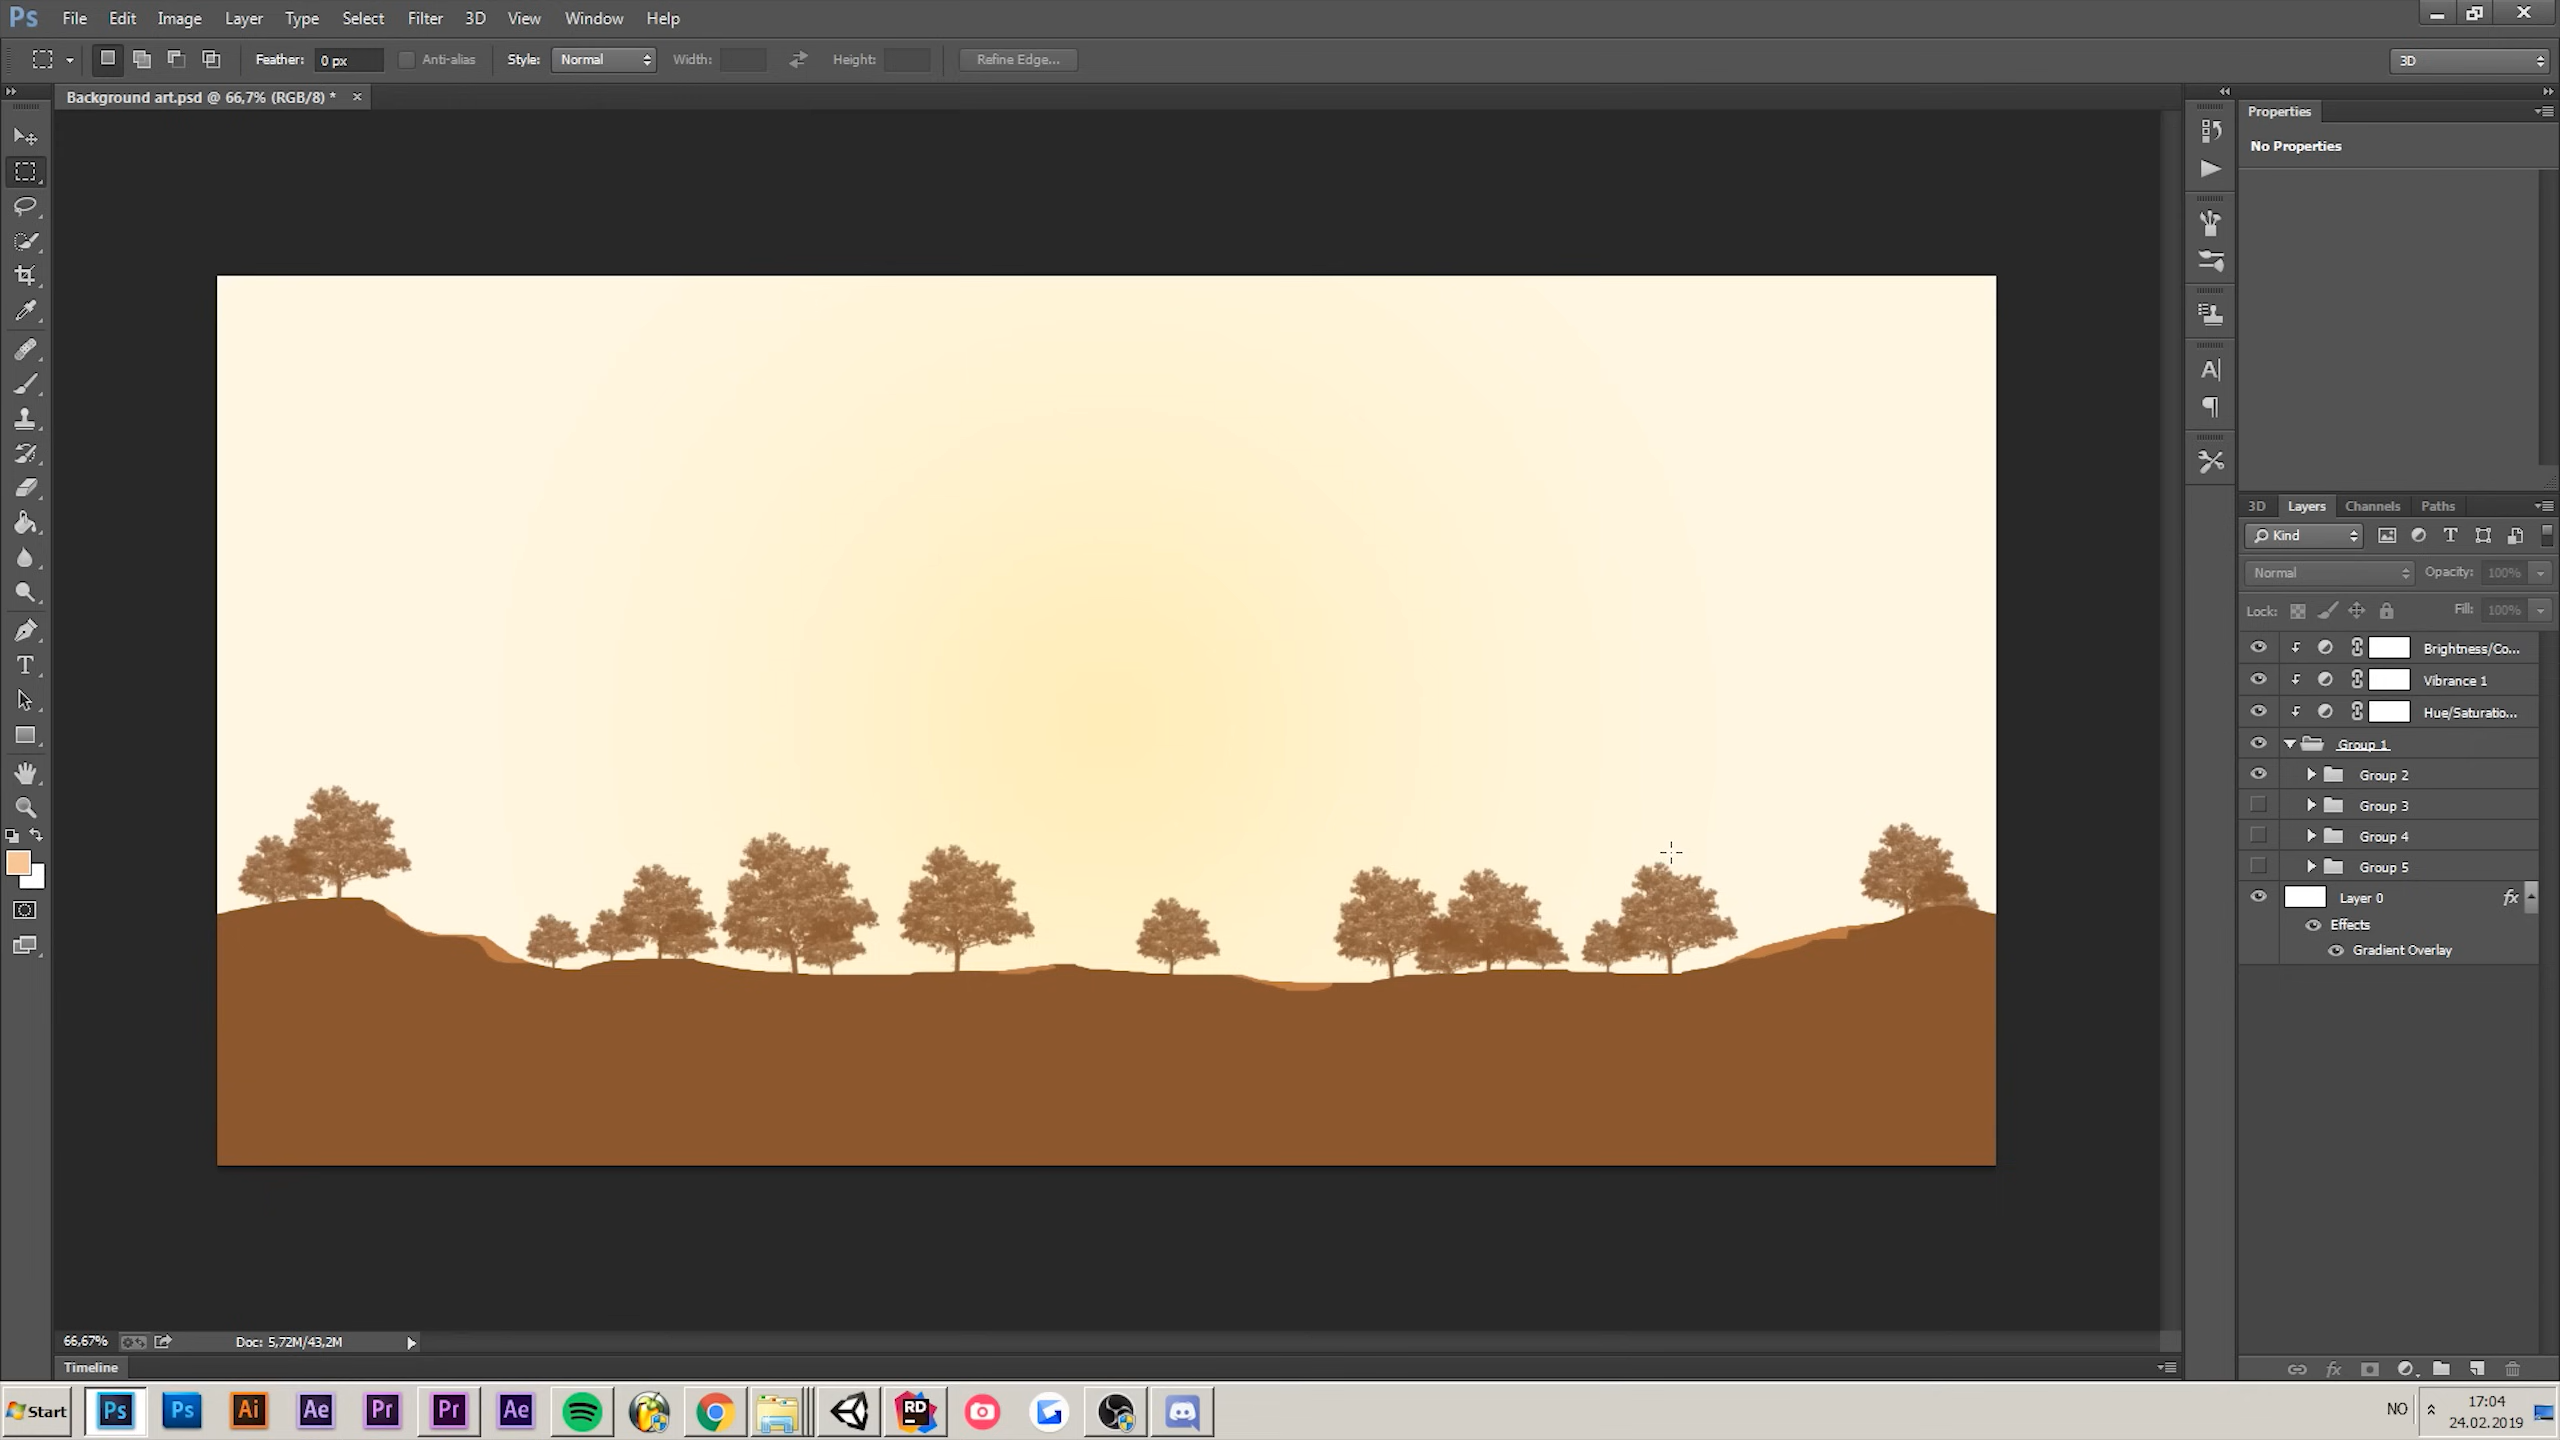 Ps File Edit Image Layer Type Select Filter 3D View Window Help
Feather: 0 px Anti-alias Style: Normal Width: Height: Refine Edge... 3D
Background art.psd @ 66,7% (RGB/8) * ×
Properties
No Properties
3D Layers Channels Paths
Kind
Normal Opacity: 100%
Lock: Fill: 100%
Brightness/Co...
Vibrance 1
Hue/Saturatio...
Group 1
Group 2
Group 3
Group 4
Group 5
Layer 0 fx
Effects
Gradient Overlay
66,67% Doc: 5,72M/43,2M
Timeline
Start Ps Ps Ai Ae Pr Pr Ae RD NO 17:04
24.02.2019